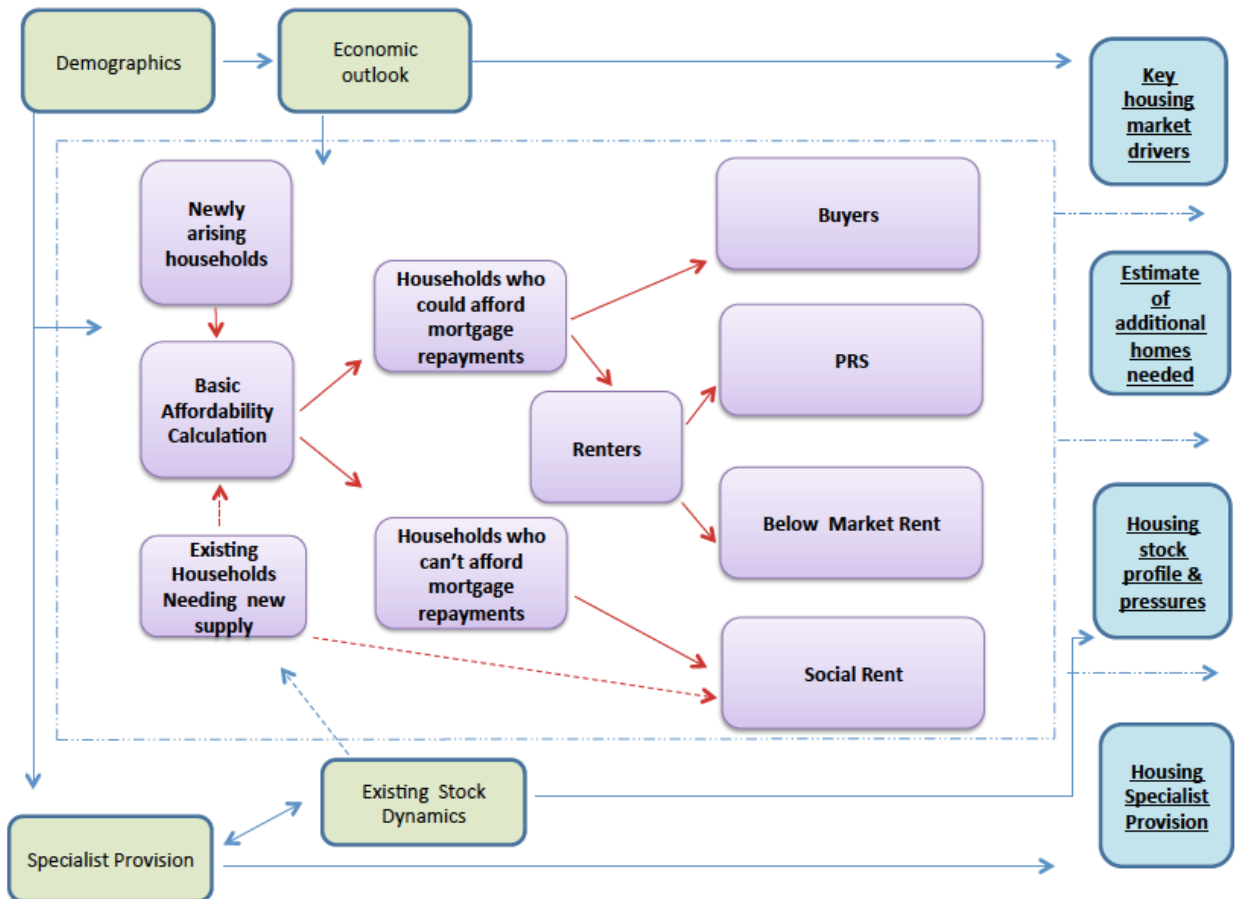 Demographics
Economic
outlook
Key
housing
market
drivers
Newly
arising
households
Buyers
Households who
could afford
mortgage
repayments
Estimate
of
additional
homes
needed
Basic
Affordability
Calculation
PRS
Renters
Existing
Households
Needing new
supply
Households who
can't afford
mortgage
repayments
Below Market Rent
Housing
stock
profile &
pressures
Social Rent
Existing Stock
Dynamics
Housing
Specialist
Provision
Specialist Provision